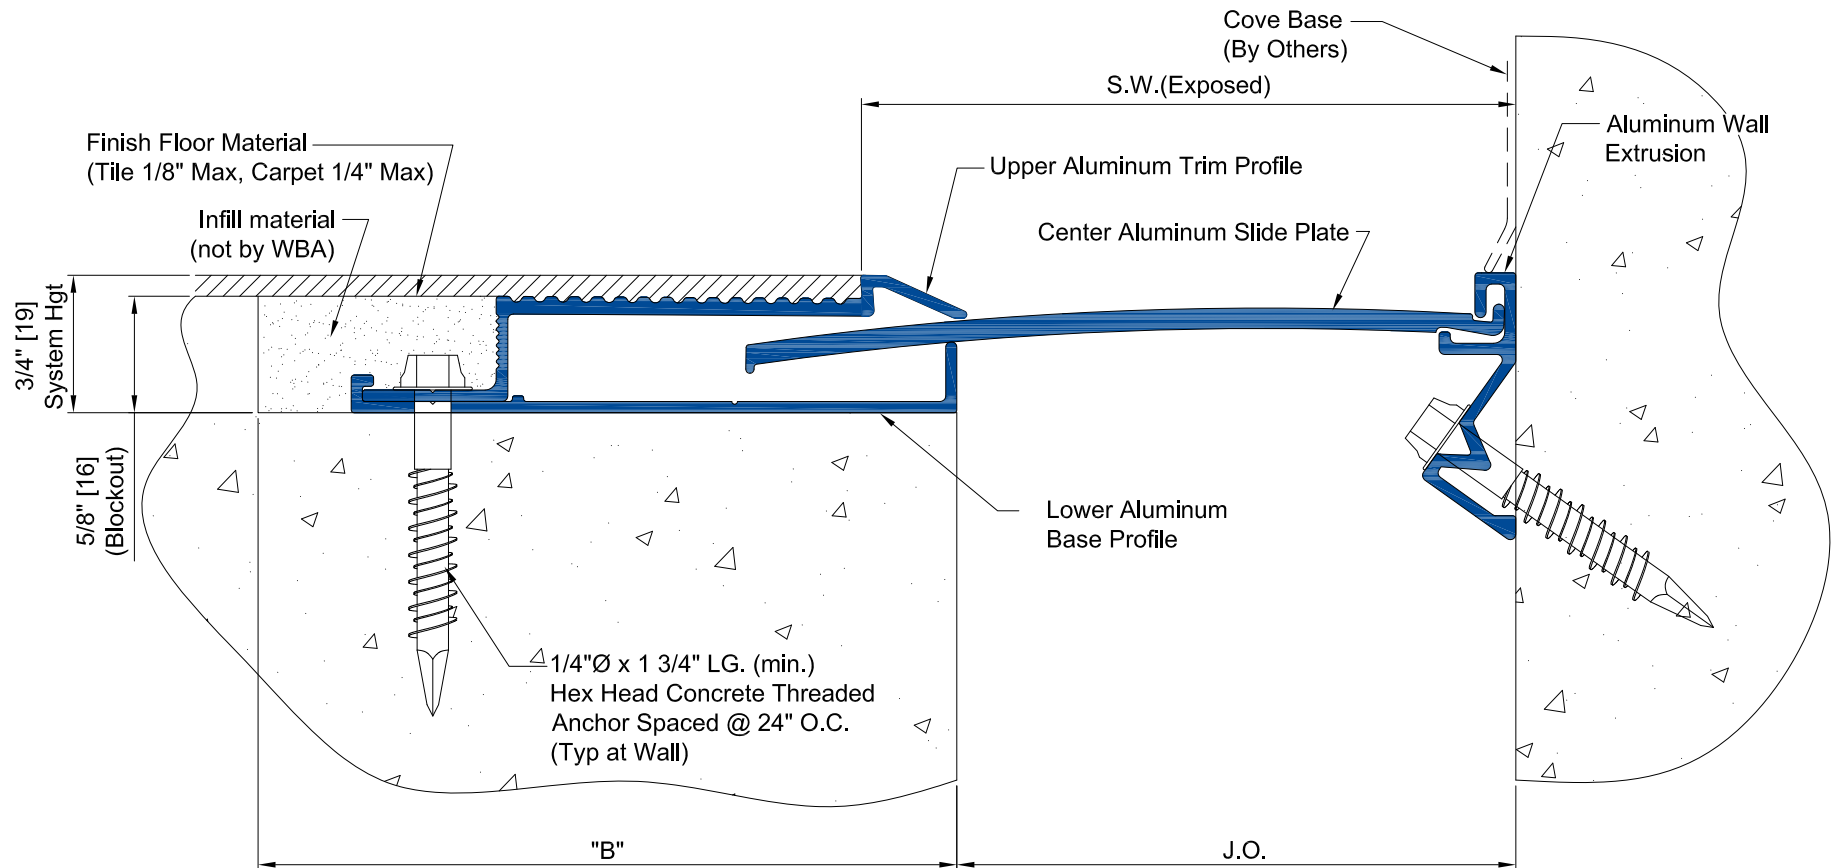 Cove Base
(By Others)
S.W.(Exposed)
Aluminum Wall
Extrusion
Finish Floor Material
(Tile 1/8" Max, Carpet 1/4" Max)
Upper Aluminum Trim Profile
Infill material
(not by WBA)
Center Aluminum Slide Plate
3/4" [19]
System Hgt
5/8" [16]
(Blockout)
Lower Aluminum
Base Profile
1/4"Ø x 1 3/4" LG. (min.)
Hex Head Concrete Threaded
Anchor Spaced @ 24" O.C.
(Typ at Wall)
"B"
J.O.